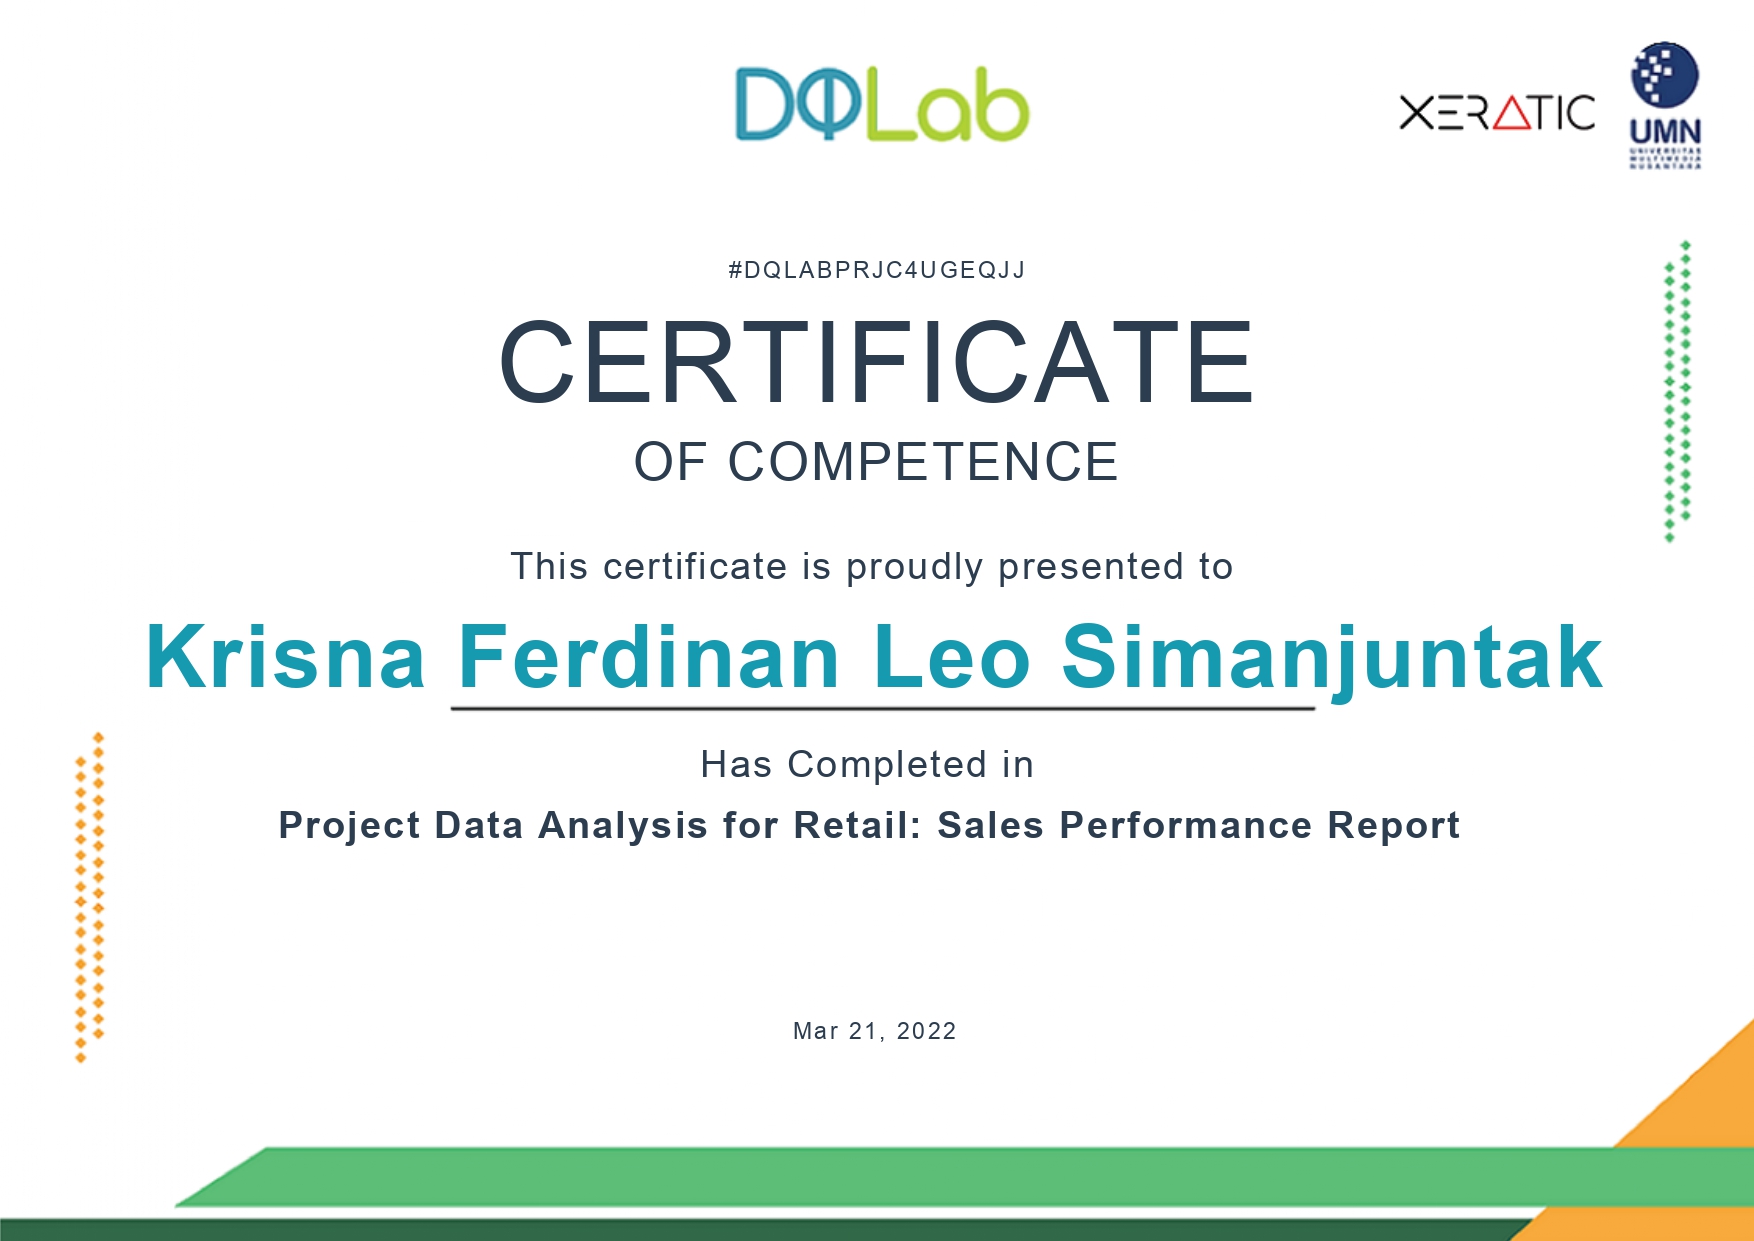 DQLab
XERATIC
UMN
UNIVERSITAS
MULTIMEDIA
NUSANTARA
#DQLABPRJC4UGEQJJ
CERTIFICATE
OF COMPETENCE
This certificate is proudly presented to
Krisna Ferdinan Leo Simanjuntak
Has Completed in
Project Data Analysis for Retail: Sales Performance Report
Mar 21, 2022